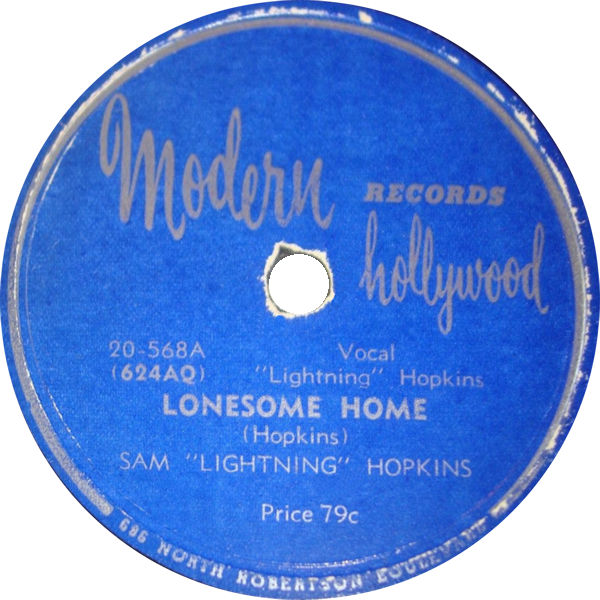 Modern RECORDS
hollywood
20-568A Vocal
(624AQ) "Lightning" Hopkins
LONESOME HOME
(Hopkins)
SAM "LIGHTNING" HOPKINS
Price 79c
686 NORTH ROBERTSON BOULEVARD